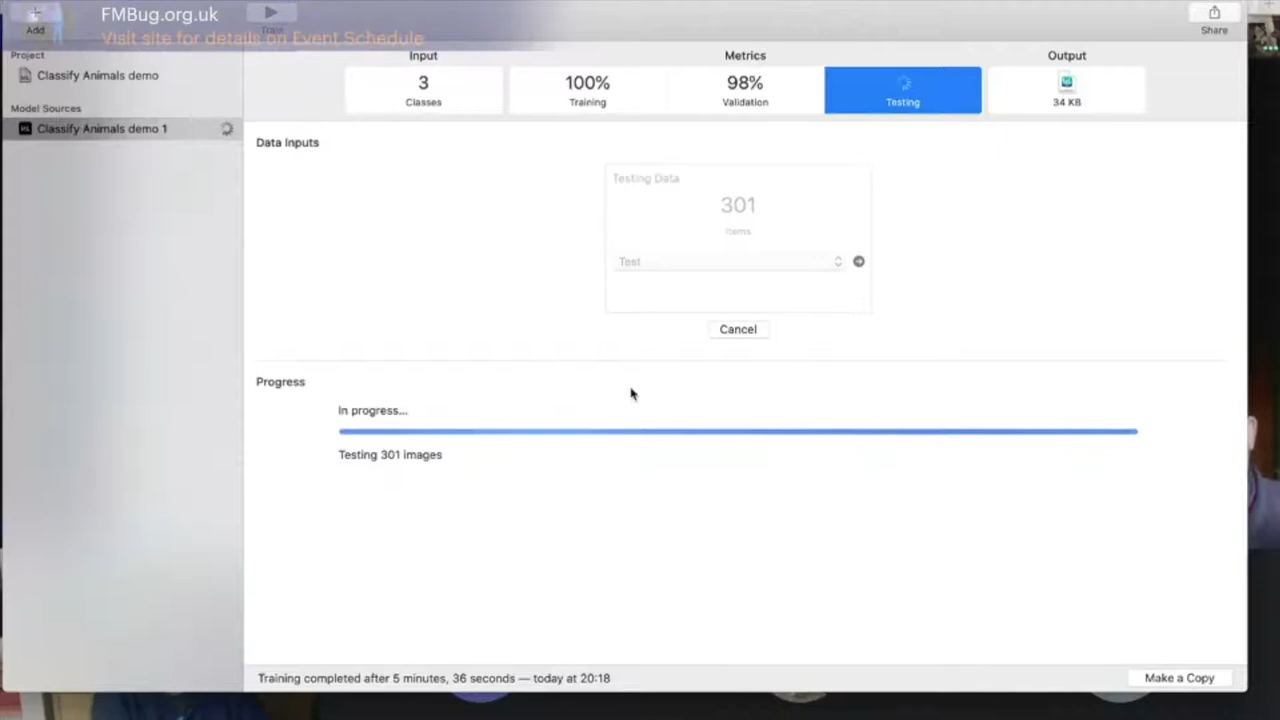 FMBug.org.uk
Visit site for details on Event Schedule
Add
Train
Share
Project
Classify Animals demo
Model Sources
Classify Animals demo 1
Input
Metrics
Output
3
Classes
100%
Training
98%
Validation
Testing
34 KB
Data Inputs
Testing Data
301
Items
Test
Cancel
Progress
In progress...
Testing 301 images
Training completed after 5 minutes, 36 seconds — today at 20:18
Make a Copy